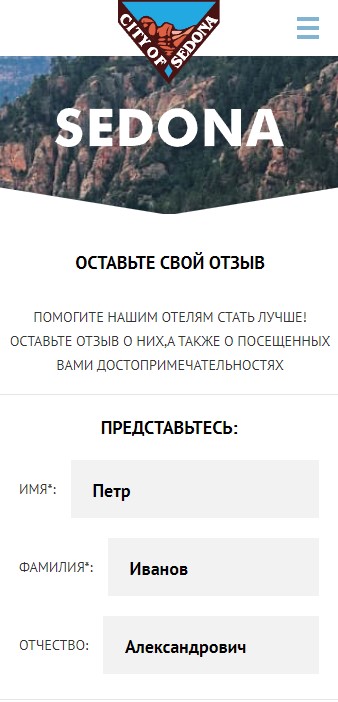 CITY OF SEDONA
SEDONA
ОСТАВЬТЕ СВОЙ ОТЗЫВ
ПОМОГИТЕ НАШИМ ОТЕЛЯМ СТАТЬ ЛУЧШЕ!
ОСТАВЬТЕ ОТЗЫВ О НИХ,А ТАКЖЕ О ПОСЕЩЕННЫХ
ВАМИ ДОСТОПРИМЕЧАТЕЛЬНОСТЯХ
ПРЕДСТАВЬТЕСЬ:
ИМЯ*: Петр
ФАМИЛИЯ*: Иванов
ОТЧЕСТВО: Александрович